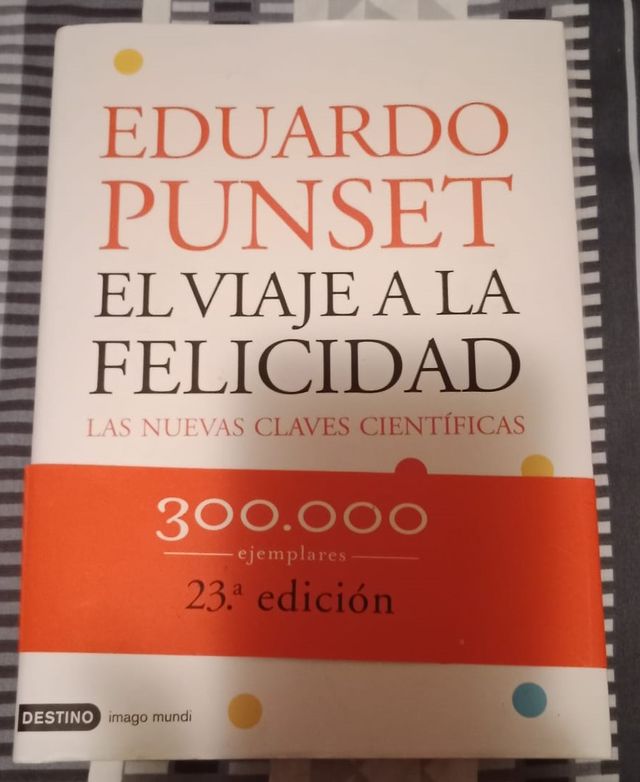 EDUARDO
PUNSET
EL VIAJE A LA
FELICIDAD
LAS NUEVAS CLAVES CIENTÍFICAS
300.000
ejemplares
23.ª edición
DESTINO imago mundi